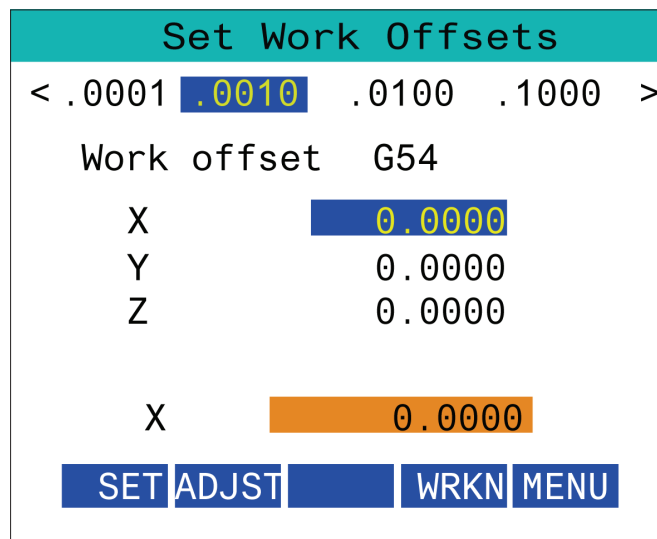 Set Work Offsets
< .0001 .0010 .0100 .1000 >
Work offset G54
X 0.0000
Y 0.0000
Z 0.0000
X 0.0000
SET ADJST WRKN MENU